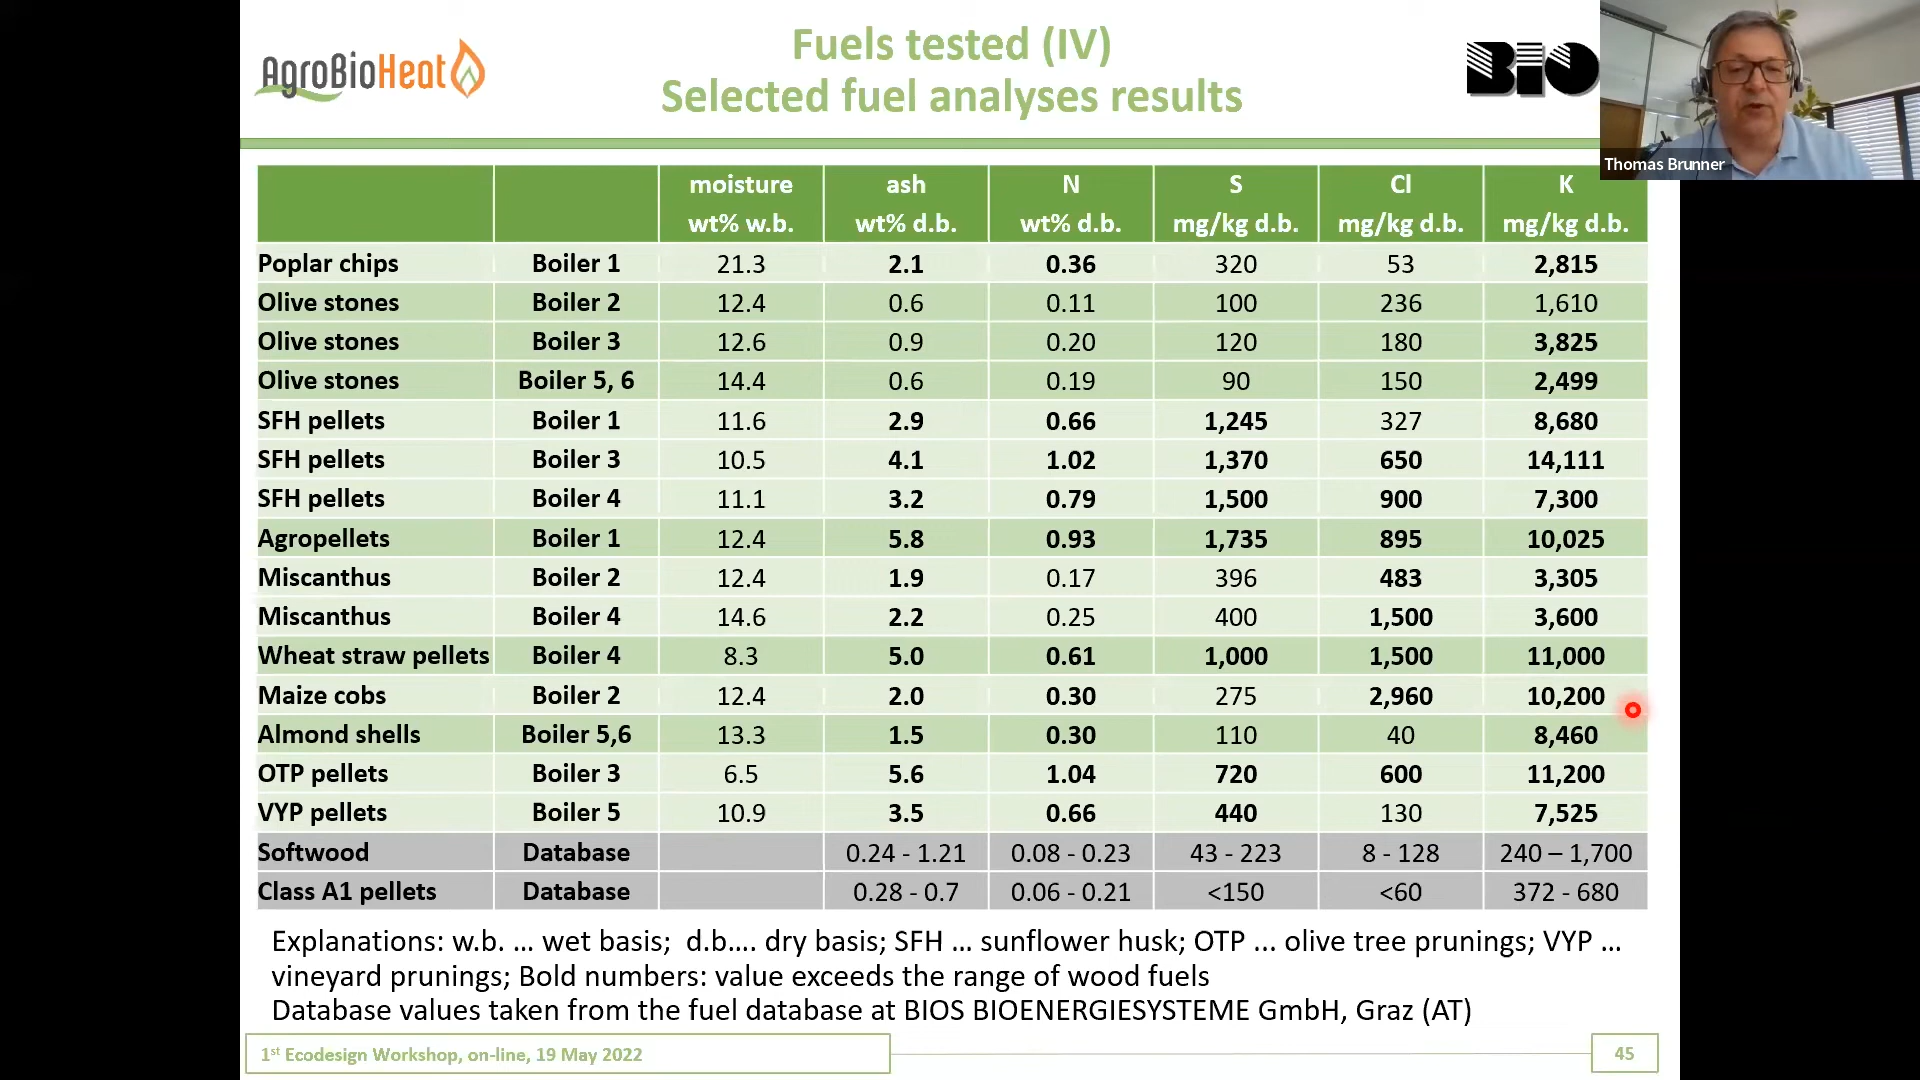 AgroBioHeat
Fuels tested (IV)
Selected fuel analyses results
BIO
Thomas Brunner
moisture ash N S Cl K
wt% w.b. wt% d.b. wt% d.b. mg/kg d.b. mg/kg d.b. mg/kg d.b.
Poplar chips Boiler 1 21.3 2.1 0.36 320 53 2,815
Olive stones Boiler 2 12.4 0.6 0.11 100 236 1,610
Olive stones Boiler 3 12.6 0.9 0.20 120 180 3,825
Olive stones Boiler 5, 6 14.4 0.6 0.19 90 150 2,499
SFH pellets Boiler 1 11.6 2.9 0.66 1,245 327 8,680
SFH pellets Boiler 3 10.5 4.1 1.02 1,370 650 14,111
SFH pellets Boiler 4 11.1 3.2 0.79 1,500 900 7,300
Agropellets Boiler 1 12.4 5.8 0.93 1,735 895 10,025
Miscanthus Boiler 2 12.4 1.9 0.17 396 483 3,305
Miscanthus Boiler 4 14.6 2.2 0.25 400 1,500 3,600
Wheat straw pellets Boiler 4 8.3 5.0 0.61 1,000 1,500 11,000
Maize cobs Boiler 2 12.4 2.0 0.30 275 2,960 10,200
Almond shells Boiler 5,6 13.3 1.5 0.30 110 40 8,460
OTP pellets Boiler 3 6.5 5.6 1.04 720 600 11,200
VYP pellets Boiler 5 10.9 3.5 0.66 440 130 7,525
Softwood Database 0.24 - 1.21 0.08 - 0.23 43 - 223 8 - 128 240 – 1,700
Class A1 pellets Database 0.28 - 0.7 0.06 - 0.21 <150 <60 372 - 680
Explanations: w.b. ... wet basis; d.b.... dry basis; SFH ... sunflower husk; OTP ... olive tree prunings; VYP ...
vineyard prunings; Bold numbers: value exceeds the range of wood fuels
Database values taken from the fuel database at BIOS BIOENERGIESYSTEME GmbH, Graz (AT)
1st Ecodesign Workshop, on-line, 19 May 2022
45